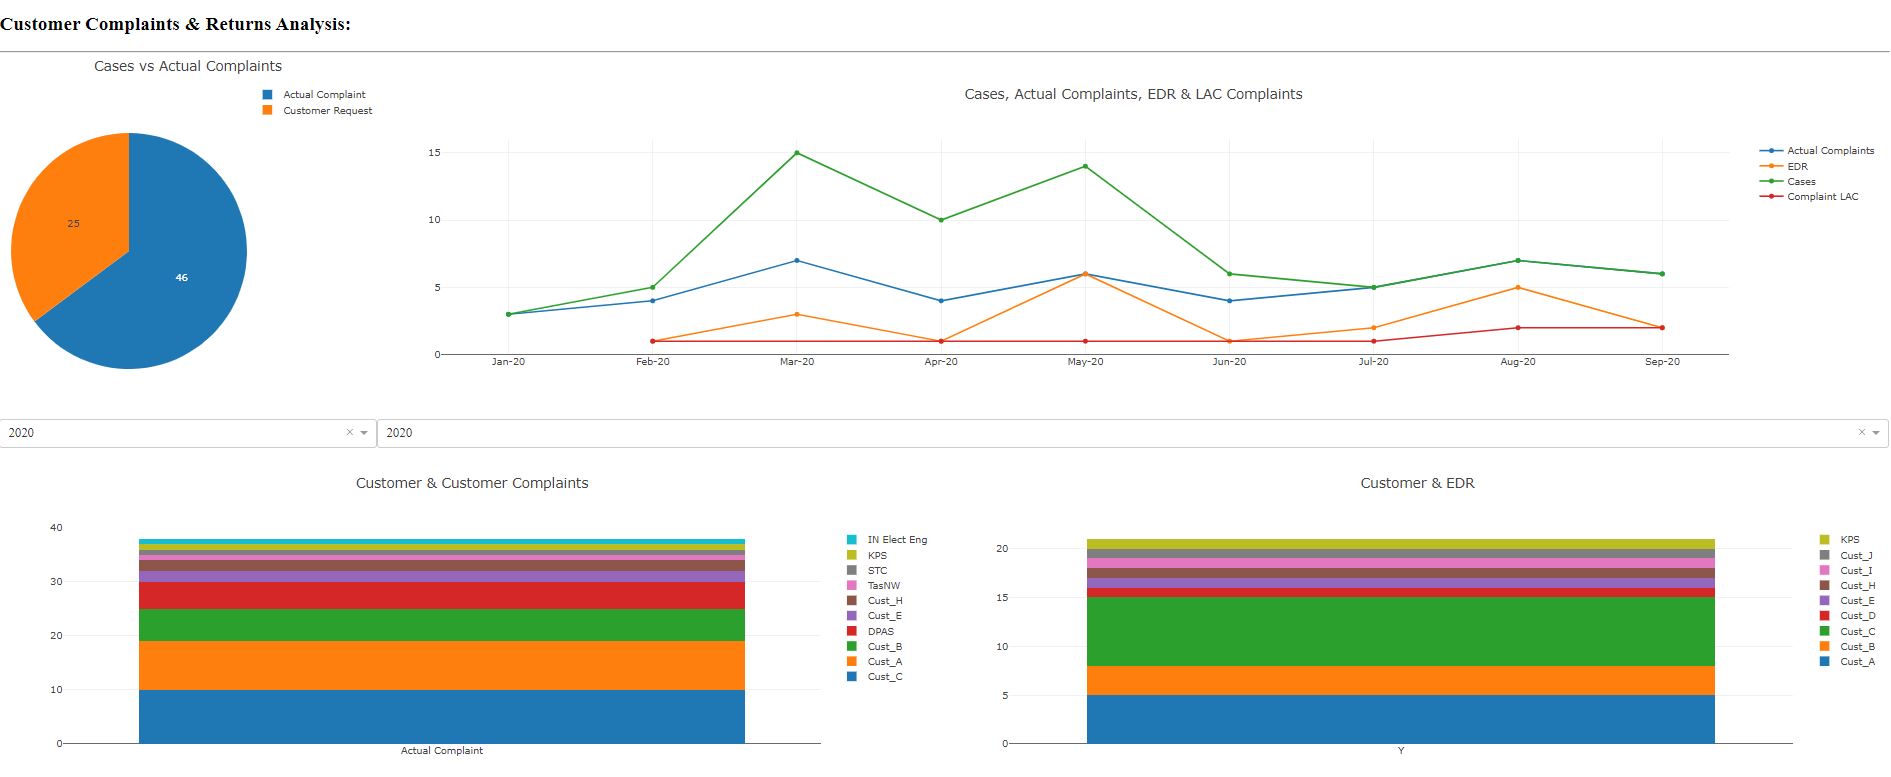 Customer Complaints & Returns Analysis:
Cases vs Actual Complaints
Actual Complaint
Customer Request
25
46
Cases, Actual Complaints, EDR & LAC Complaints
15
10
5
0
Jan-20 Feb-20 Mar-20 Apr-20 May-20 Jun-20 Jul-20 Aug-20 Sep-20
Actual Complaints
EDR
Cases
Complaint LAC
2020 × 
2020 ×
Customer & Customer Complaints
40
30
20
10
0
Actual Complaint
IN Elect Eng
KPS
STC
TasNW
Cust_H
Cust_E
DPAS
Cust_B
Cust_A
Cust_C
Customer & EDR
20
15
10
5
0
Y
KPS
Cust_J
Cust_I
Cust_H
Cust_E
Cust_D
Cust_C
Cust_B
Cust_A